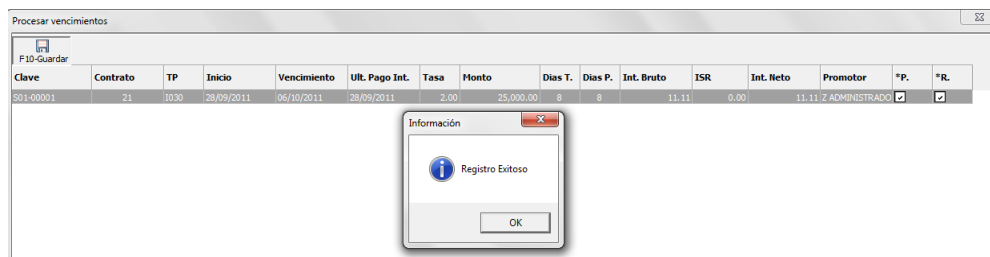 Procesar vencimientos
F10-Guardar
Clave Contrato TP Inicio Vencimiento Ult. Pago Int. Tasa Monto Dias T. Dias P. Int. Bruto ISR Int. Neto Promotor *P. *R.
S01-00001 21 I030 28/09/2011 06/10/2011 28/09/2011 2.00 25,000.00 8 8 11.11 0.00 11.11 Z ADMINISTRADO
Información
Registro Exitoso
OK